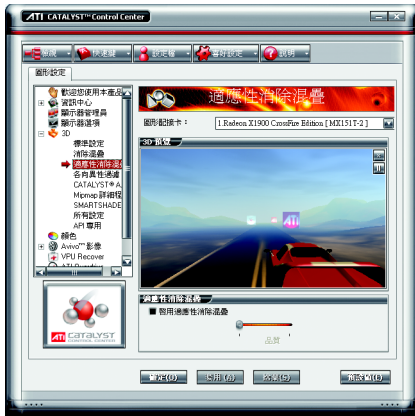 ATI CATALYST™ Control Center
檢視
快速鍵
設定檔
喜好設定
說明
圖形設定
歡迎您使用本產品
資訊中心
顯示器管理員
顯示器選項
3D
標準設定
消除混疊
適應性消除混疊
各向異性過濾
CATALYST® A.
Mipmap 詳細程
SMARTSHADE
所有設定
API 專用
顏色
Avivo™ 影像
VPU Recover
適應性消除混疊
圖形配接卡：
1.Radeon X1900 CrossFire Edition [ MX151T-2 ]
3D 預覽
ATI
適應性消除混疊
啓用適應性消除混疊
品質
ATI CATALYST
CONTROL CENTER
確定(O)
套用(A)
放棄(S)
預設值(D)